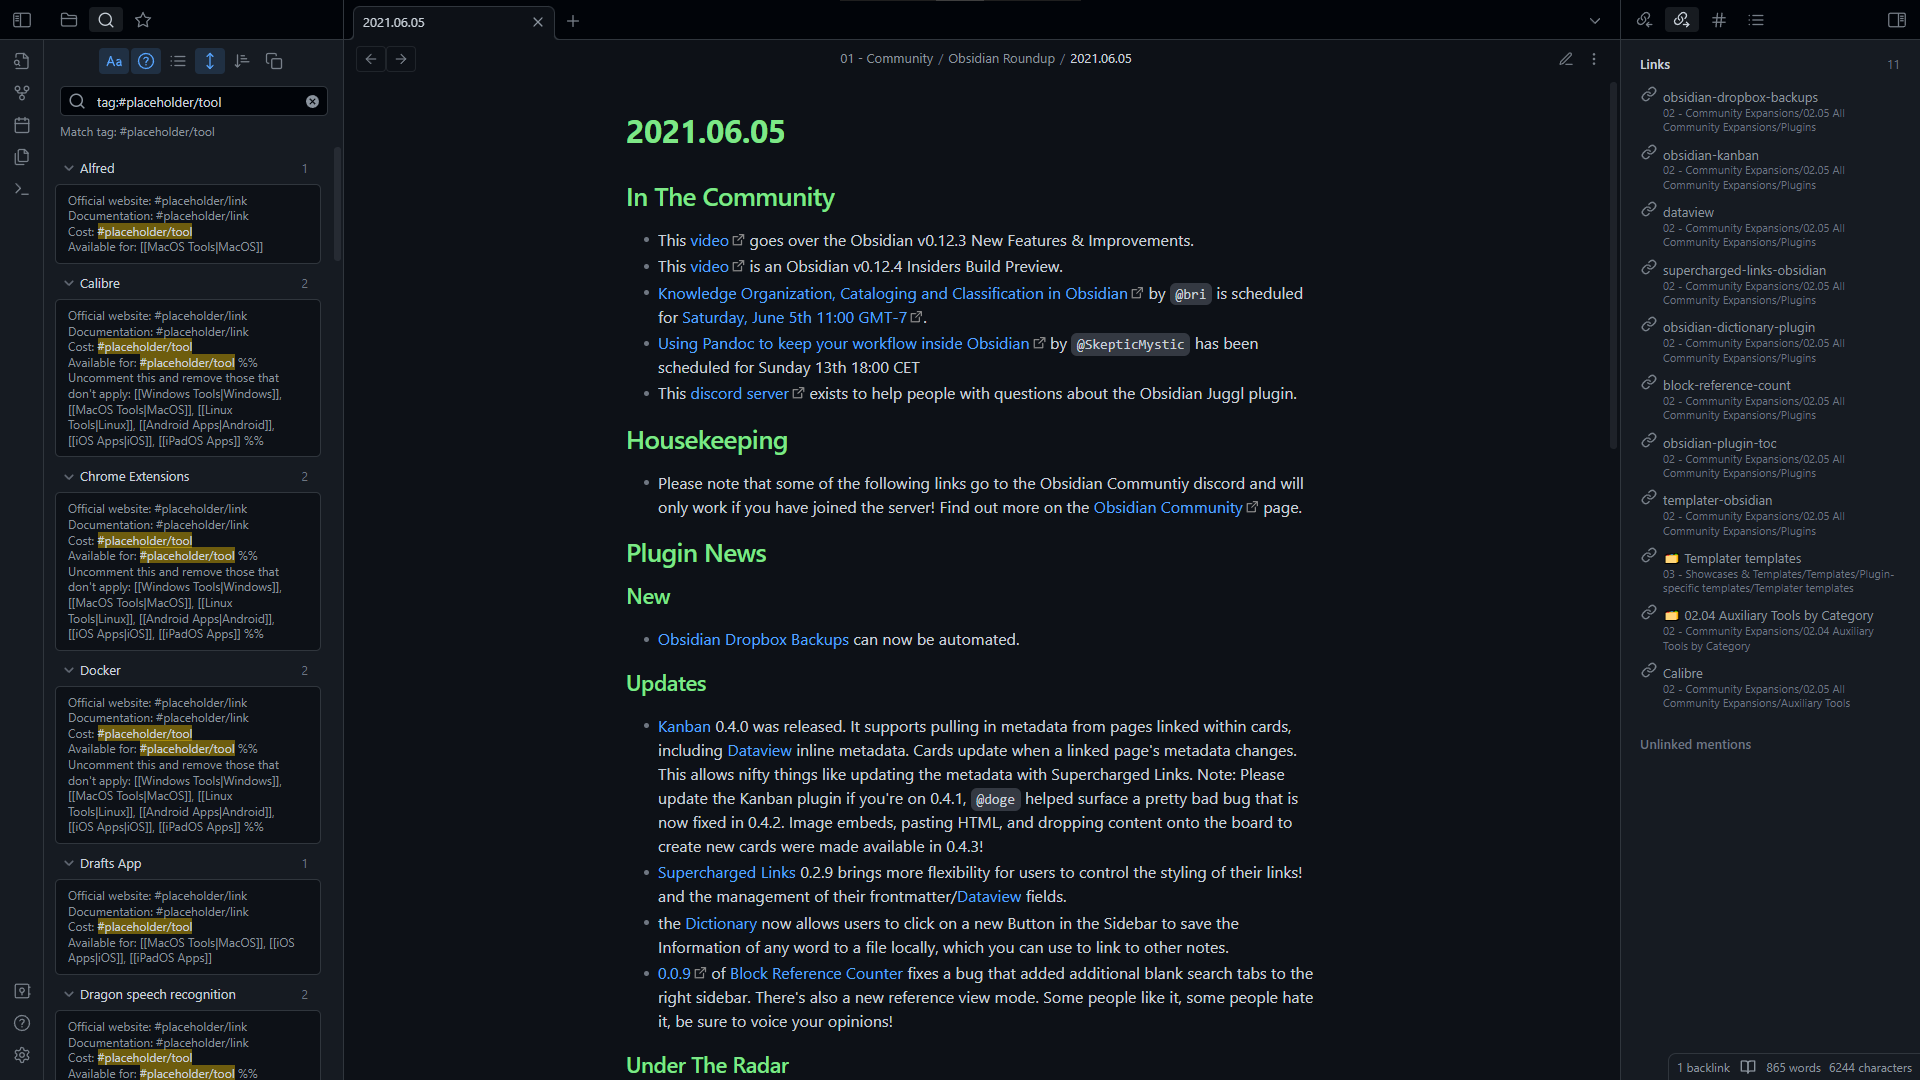 2021.06.05
Aa
tag:#placeholder/tool
Match tag: #placeholder/tool
Alfred 1
Official website: #placeholder/link
Documentation: #placeholder/link
Cost: #placeholder/tool
Available for: [[MacOS Tools|MacOS]]
Calibre 2
Official website: #placeholder/link
Documentation: #placeholder/link
Cost: #placeholder/tool
Available for: #placeholder/tool %%
Uncomment this and remove those that
don't apply: [[Windows Tools|Windows]],
[[MacOS Tools|MacOS]], [[Linux
Tools|Linux]], [[Android Apps|Android]],
[[iOS Apps|iOS]], [[iPadOS Apps]] %%
Chrome Extensions 2
Official website: #placeholder/link
Documentation: #placeholder/link
Cost: #placeholder/tool
Available for: #placeholder/tool %%
Uncomment this and remove those that
don't apply: [[Windows Tools|Windows]],
[[MacOS Tools|MacOS]], [[Linux
Tools|Linux]], [[Android Apps|Android]],
[[iOS Apps|iOS]], [[iPadOS Apps]] %%
Docker 2
Official website: #placeholder/link
Documentation: #placeholder/link
Cost: #placeholder/tool
Available for: #placeholder/tool %%
Uncomment this and remove those that
don't apply: [[Windows Tools|Windows]],
[[MacOS Tools|MacOS]], [[Linux
Tools|Linux]], [[Android Apps|Android]],
[[iOS Apps|iOS]], [[iPadOS Apps]] %%
Drafts App 1
Official website: #placeholder/link
Documentation: #placeholder/link
Cost: #placeholder/tool
Available for: [[MacOS Tools|MacOS]], [[iOS
Apps|iOS]], [[iPadOS Apps]]
Dragon speech recognition 2
Official website: #placeholder/link
Documentation: #placeholder/link
Cost: #placeholder/tool
Available for: #placeholder/tool %%
01 - Community / Obsidian Roundup / 2021.06.05
2021.06.05
In The Community
This video goes over the Obsidian v0.12.3 New Features & Improvements.
This video is an Obsidian v0.12.4 Insiders Build Preview.
Knowledge Organization, Cataloging and Classification in Obsidian by @bri is scheduled
for Saturday, June 5th 11:00 GMT-7.
Using Pandoc to keep your workflow inside Obsidian by @SkepticMystic has been
scheduled for Sunday 13th 18:00 CET
This discord server exists to help people with questions about the Obsidian Juggl plugin.
Housekeeping
Please note that some of the following links go to the Obsidian Communtiy discord and will
only work if you have joined the server! Find out more on the Obsidian Community page.
Plugin News
New
Obsidian Dropbox Backups can now be automated.
Updates
Kanban 0.4.0 was released. It supports pulling in metadata from pages linked within cards,
including Dataview inline metadata. Cards update when a linked page's metadata changes.
This allows nifty things like updating the metadata with Supercharged Links. Note: Please
update the Kanban plugin if you're on 0.4.1, @doge helped surface a pretty bad bug that is
now fixed in 0.4.2. Image embeds, pasting HTML, and dropping content onto the board to
create new cards were made available in 0.4.3!
Supercharged Links 0.2.9 brings more flexibility for users to control the styling of their links!
and the management of their frontmatter/Dataview fields.
the Dictionary now allows users to click on a new Button in the Sidebar to save the
Information of any word to a file locally, which you can use to link to other notes.
0.0.9 of Block Reference Counter fixes a bug that added additional blank search tabs to the
right sidebar. There's also a new reference view mode. Some people like it, some people hate
it, be sure to voice your opinions!
Under The Radar
Links 11
obsidian-dropbox-backups
02 - Community Expansions/02.05 All
Community Expansions/Plugins
obsidian-kanban
02 - Community Expansions/02.05 All
Community Expansions/Plugins
dataview
02 - Community Expansions/02.05 All
Community Expansions/Plugins
supercharged-links-obsidian
02 - Community Expansions/02.05 All
Community Expansions/Plugins
obsidian-dictionary-plugin
02 - Community Expansions/02.05 All
Community Expansions/Plugins
block-reference-count
02 - Community Expansions/02.05 All
Community Expansions/Plugins
obsidian-plugin-toc
02 - Community Expansions/02.05 All
Community Expansions/Plugins
templater-obsidian
02 - Community Expansions/02.05 All
Community Expansions/Plugins
Templater templates
03 - Showcases & Templates/Templates/Plugin-
specific templates/Templater templates
02.04 Auxiliary Tools by Category
02 - Community Expansions/02.04 Auxiliary
Tools by Category
Calibre
02 - Community Expansions/02.05 All
Community Expansions/Auxiliary Tools
Unlinked mentions
1 backlink 865 words 6244 characters